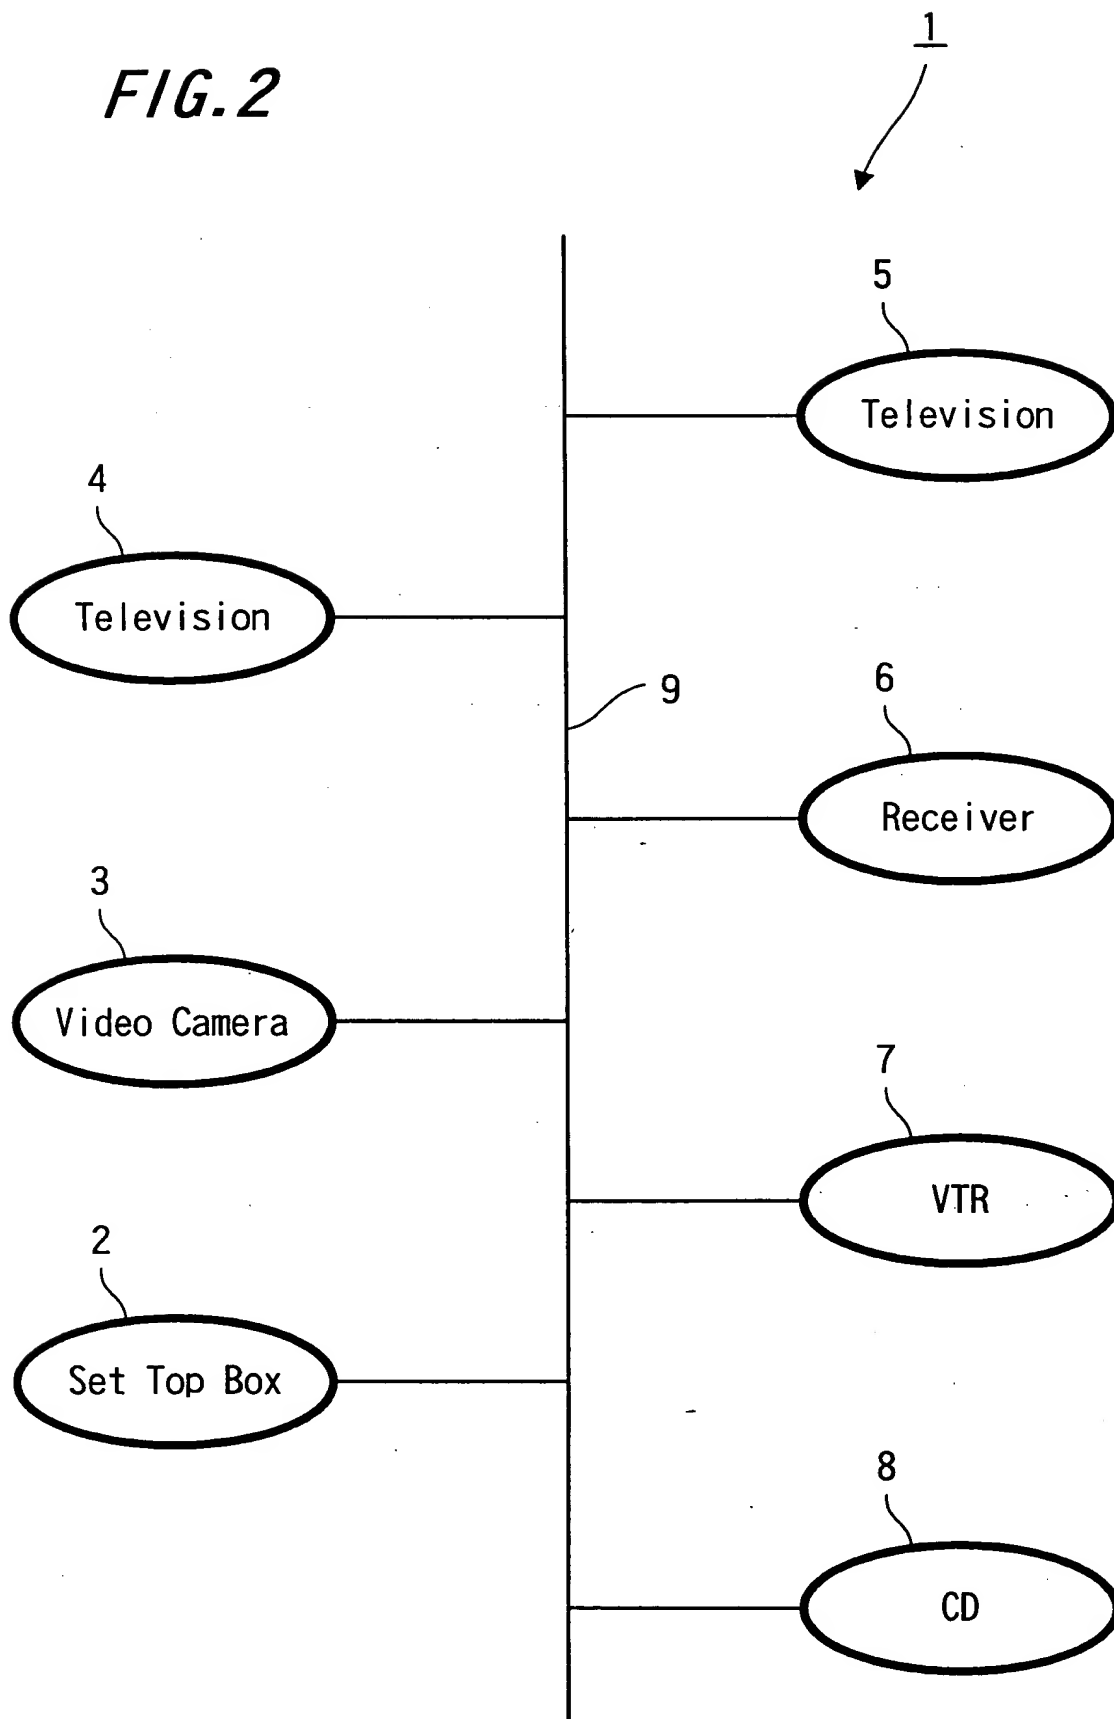 FIG.2
1
5
Television
4
Television
9
6
Receiver
3
Video Camera
7
VTR
2
Set Top Box
8
CD